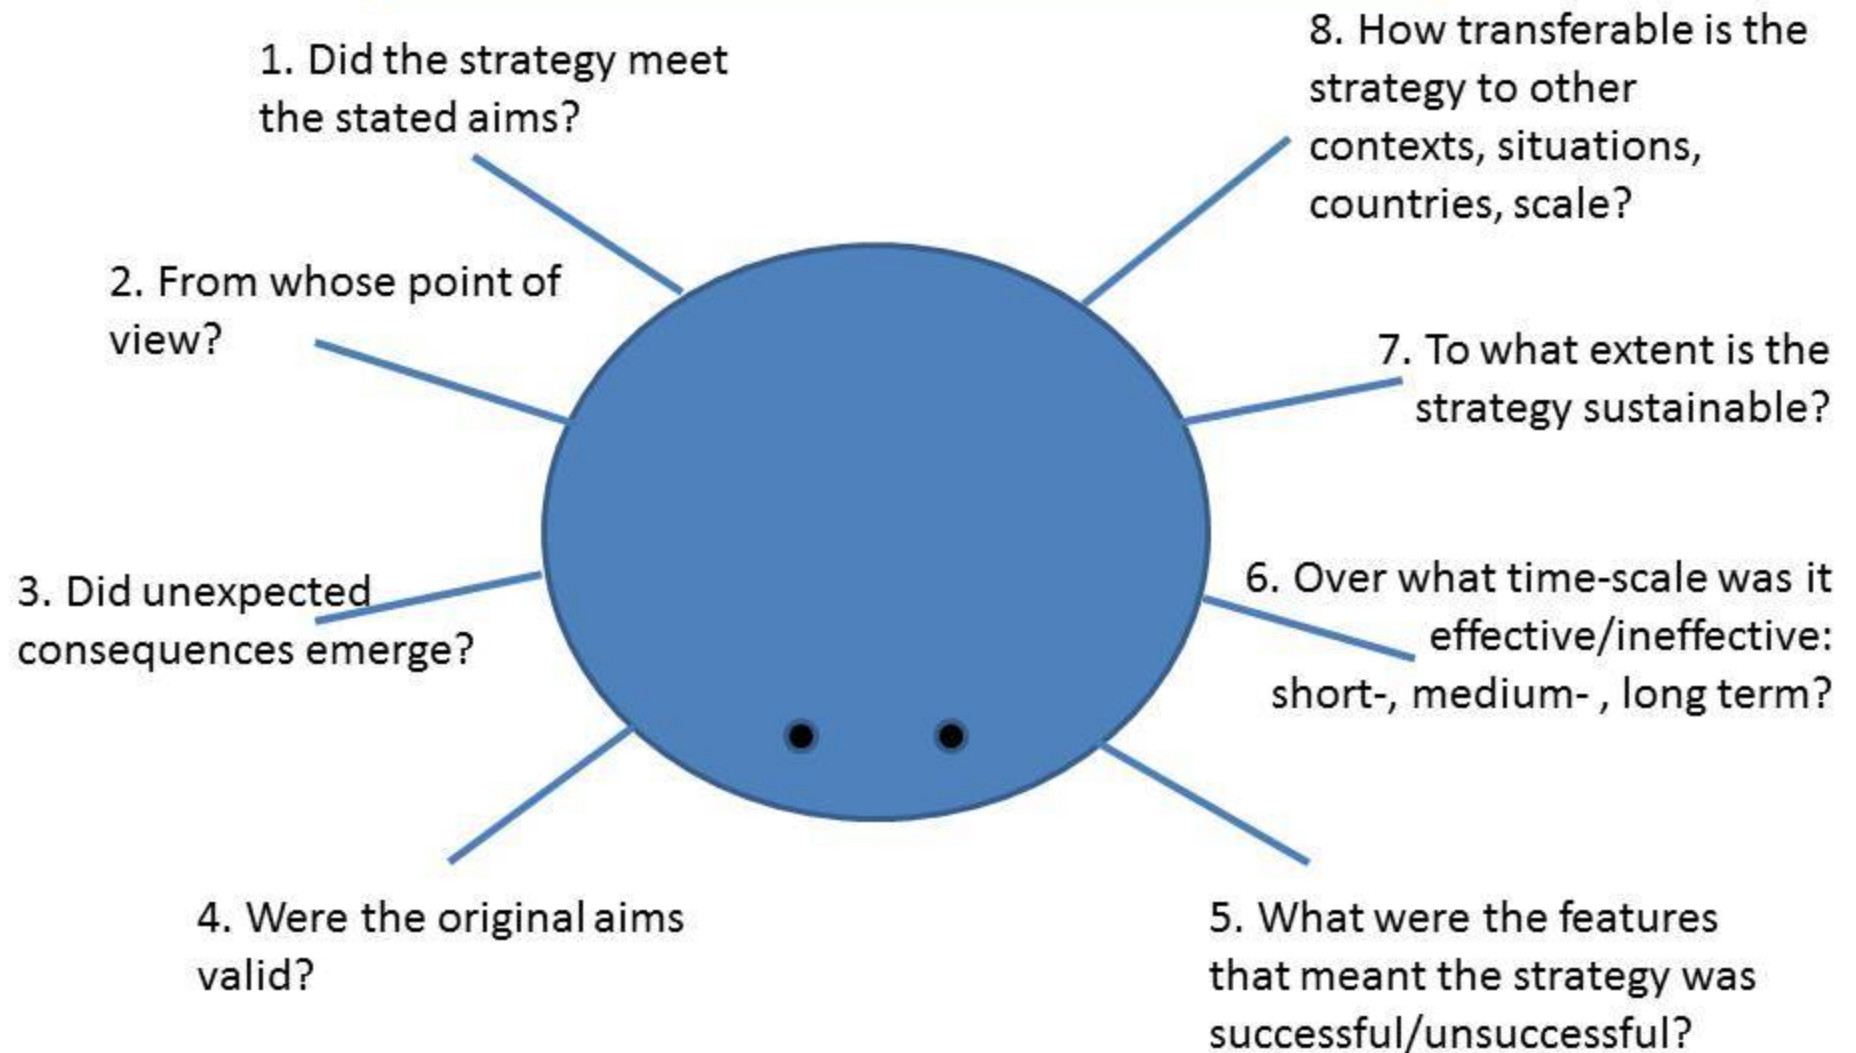 1. Did the strategy meet
the stated aims?
2. From whose point of
view?
3. Did unexpected
consequences emerge?
4. Were the original aims
valid?
5. What were the features
that meant the strategy was
successful/unsuccessful?
6. Over what time-scale was it
effective/ineffective:
short-, medium- , long term?
7. To what extent is the
strategy sustainable?
8. How transferable is the
strategy to other
contexts, situations,
countries, scale?